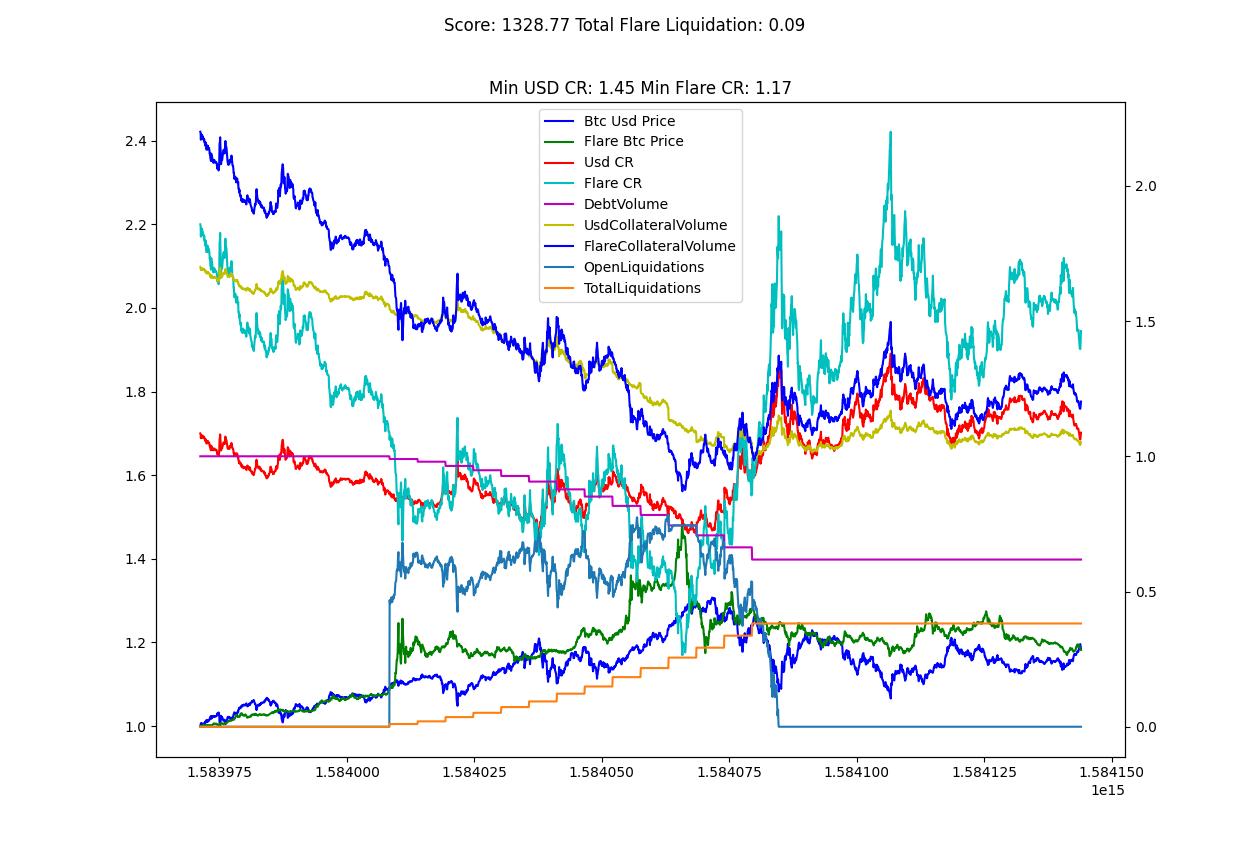 Score: 1328.77 Total Flare Liquidation: 0.09
Min USD CR: 1.45 Min Flare CR: 1.17
Btc Usd Price
Flare Btc Price
Usd CR
Flare CR
DebtVolume
UsdCollateralVolume
FlareCollateralVolume
OpenLiquidations
TotalLiquidations
2.4
2.2
2.0
1.8
1.6
1.4
1.2
1.0
2.0
1.5
1.0
0.5
0.0
1.583975 1.584000 1.584025 1.584050 1.584075 1.584100 1.584125 1.584150
1e15